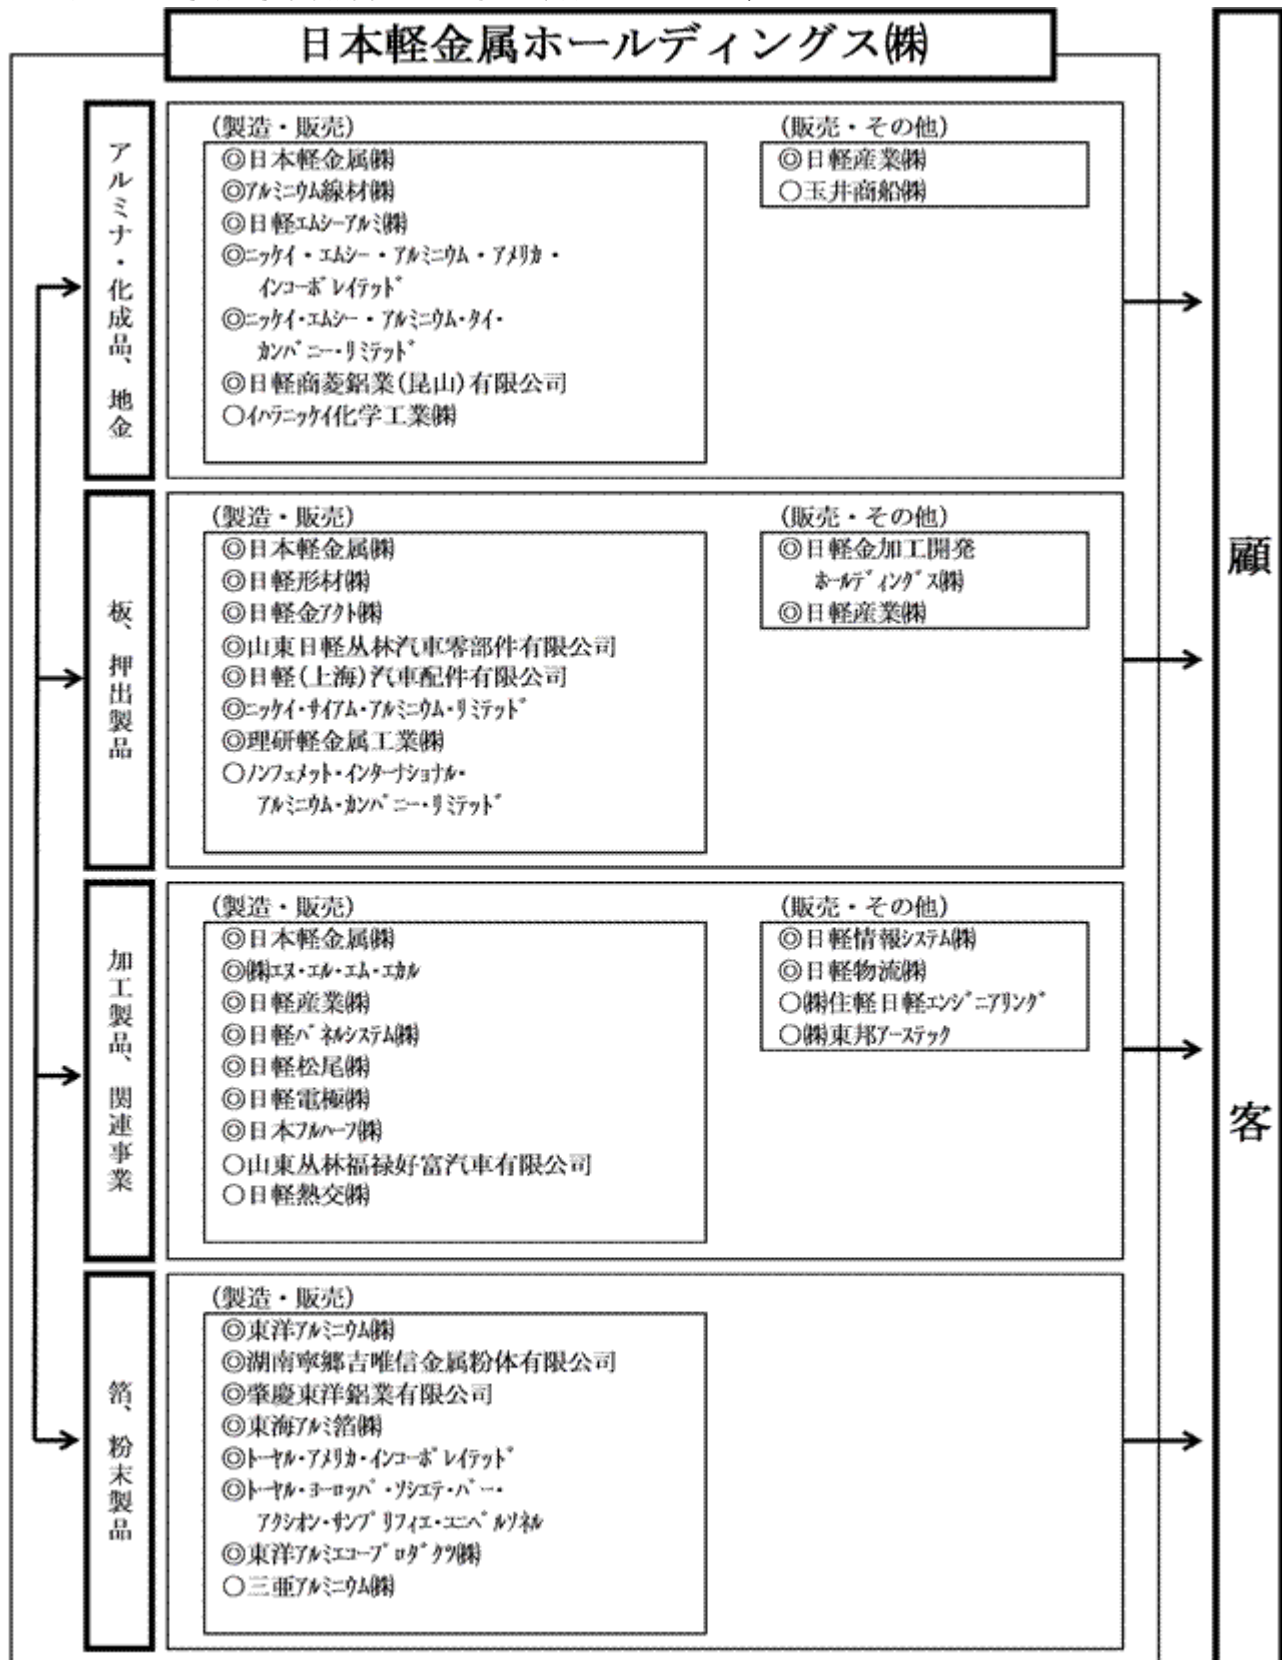 日本軽金属ホールディングス㈱
アルミナ・化成品、地金
(製造・販売)
◎日本軽金属㈱
◎ｱﾙﾐﾆｳﾑ線材㈱
◎日軽ｴﾑｼｰｱﾙﾐ㈱
◎ﾆｯｹｲ・ｴﾑｼｰ・ｱﾙﾐﾆｳﾑ・ｱﾒﾘｶ・
ｲﾝｺｰﾎﾟﾚｲﾃｯﾄﾞ
◎ﾆｯｹｲ・ｴﾑｼｰ・ｱﾙﾐﾆｳﾑ・ﾀｲ・
ｶﾝﾊﾟﾆｰ・ﾘﾐﾃｯﾄﾞ
◎日軽商菱鋁業(昆山)有限公司
○ｲﾊﾗﾆｯｹｲ化学工業㈱
(販売・その他)
◎日軽産業㈱
○玉井商船㈱
板、押出製品
(製造・販売)
◎日本軽金属㈱
◎日軽形材㈱
◎日軽金ｱｸﾄ㈱
◎山東日軽丛林汽車零部件有限公司
◎日軽(上海)汽車配件有限公司
◎ﾆｯｹｲ・ｻｲｱﾑ・ｱﾙﾐﾆｳﾑ・ﾘﾐﾃｯﾄﾞ
◎理研軽金属工業㈱
○ﾉﾝﾌｪﾒｯﾄ・ｲﾝﾀｰﾅｼｮﾅﾙ・
ｱﾙﾐﾆｳﾑ・ｶﾝﾊﾟﾆｰ・ﾘﾐﾃｯﾄﾞ
(販売・その他)
◎日軽金加工開発
ﾎｰﾙﾃﾞｨﾝｸﾞｽ㈱
◎日軽産業㈱
加工製品、関連事業
(製造・販売)
◎日本軽金属㈱
◎㈱ｴﾇ・ｴﾙ・ｴﾑ・ｴｶﾙ
◎日軽産業㈱
◎日軽ﾊﾟﾈﾙｼｽﾃﾑ㈱
◎日軽松尾㈱
◎日軽電極㈱
◎日本ﾌﾙﾊｰﾌ㈱
○山東丛林福禄好富汽車有限公司
○日軽熱交㈱
(販売・その他)
◎日軽情報ｼｽﾃﾑ㈱
◎日軽物流㈱
○㈱住軽日軽ｴﾝｼﾞﾆｱﾘﾝｸﾞ
○㈱東邦ｱｰｽﾃｯｸ
箔、粉末製品
(製造・販売)
◎東洋ｱﾙﾐﾆｳﾑ㈱
◎湖南寧郷吉唯信金属粉体有限公司
◎肇慶東洋鋁業有限公司
◎東海ｱﾙﾐ箔㈱
◎ﾄｰﾔﾙ・ｱﾒﾘｶ・ｲﾝｺｰﾎﾟﾚｲﾃｯﾄﾞ
◎ﾄｰﾔﾙ・ﾖｰﾛｯﾊﾟ・ｿｼｴﾃ・ﾊﾟｰ・
ｱｸｼｵﾝ・ｻﾝﾌﾟﾘﾌｨｴ・ﾕﾆﾍﾟﾙｿﾈﾙ
◎東洋ｱﾙﾐｴｺｰﾌﾟﾛﾀﾞｸﾂ㈱
○三亜ｱﾙﾐﾆｳﾑ㈱
顧客